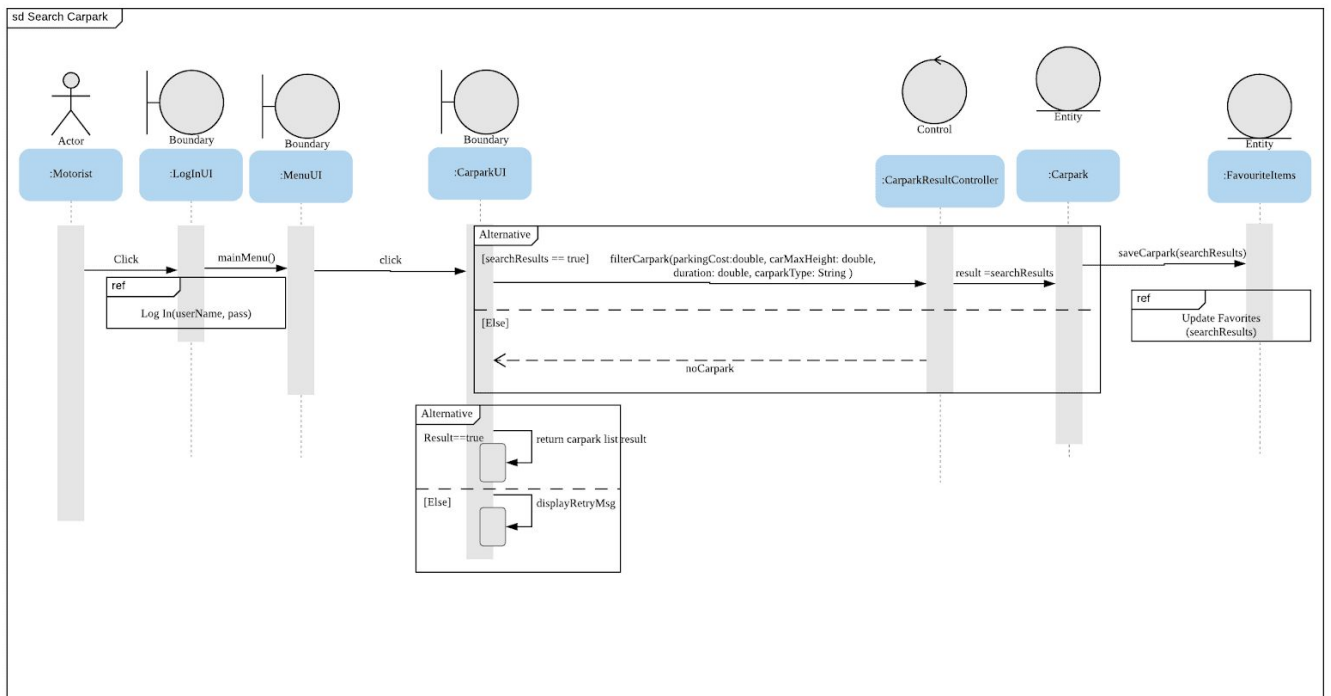 sd Search Carpark
Actor
Boundary
Boundary
Boundary
Control
Entity
Entity
:Motorist
:LogInUI
:MenuUI
:CarparkUI
:CarparkResultController
:Carpark
:FavouriteItems
Alternative
Click
mainMenu()
click
[searchResults == true]
filterCarpark(parkingCost:double, carMaxHeight: double,
duration: double, carparkType: String )
result =searchResults
saveCarpark(searchResults)
ref
Log In(userName, pass)
ref
Update Favorites
(searchResults)
[Else]
noCarpark
Alternative
Result==true
return carpark list result
[Else]
displayRetryMsg